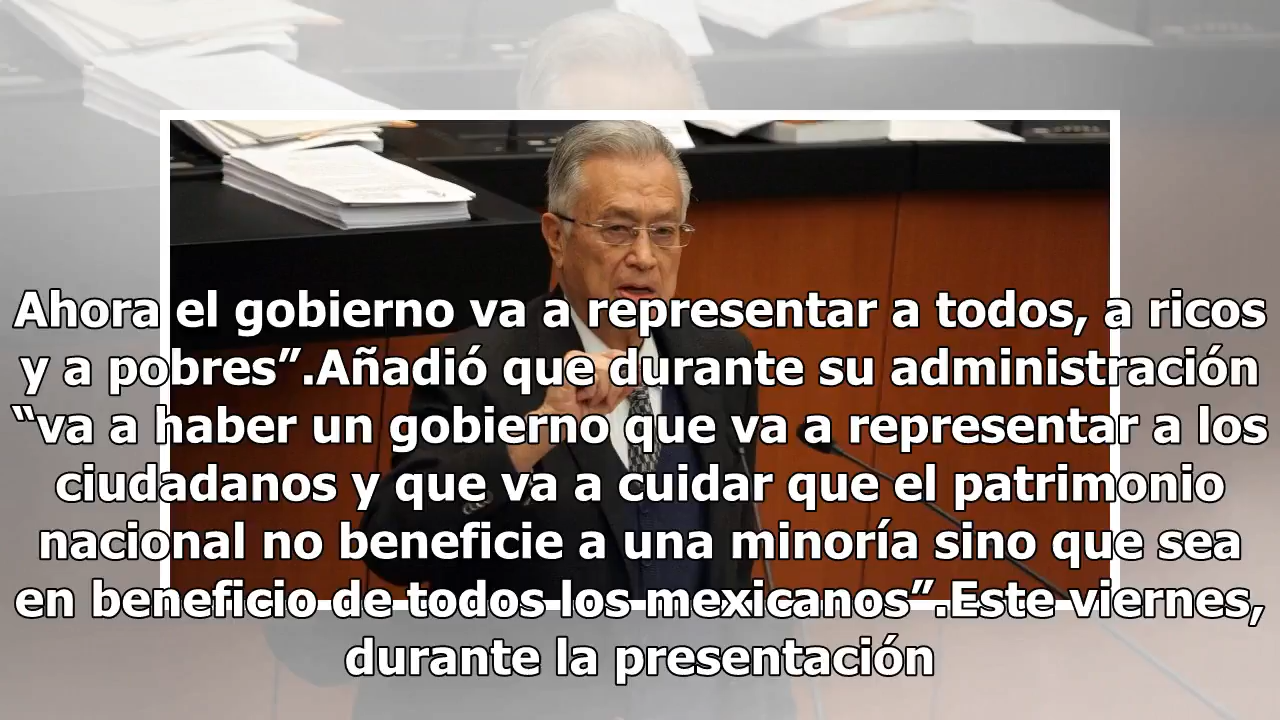 Ahora el gobierno va a representar a todos, a ricos
y a pobres”.Añadió que durante su administración
“va a haber un gobierno que va a representar a los
ciudadanos y que va a cuidar que el patrimonio
nacional no beneficie a una minoría sino que sea
en beneficio de todos los mexicanos”.Este viernes,
durante la presentación